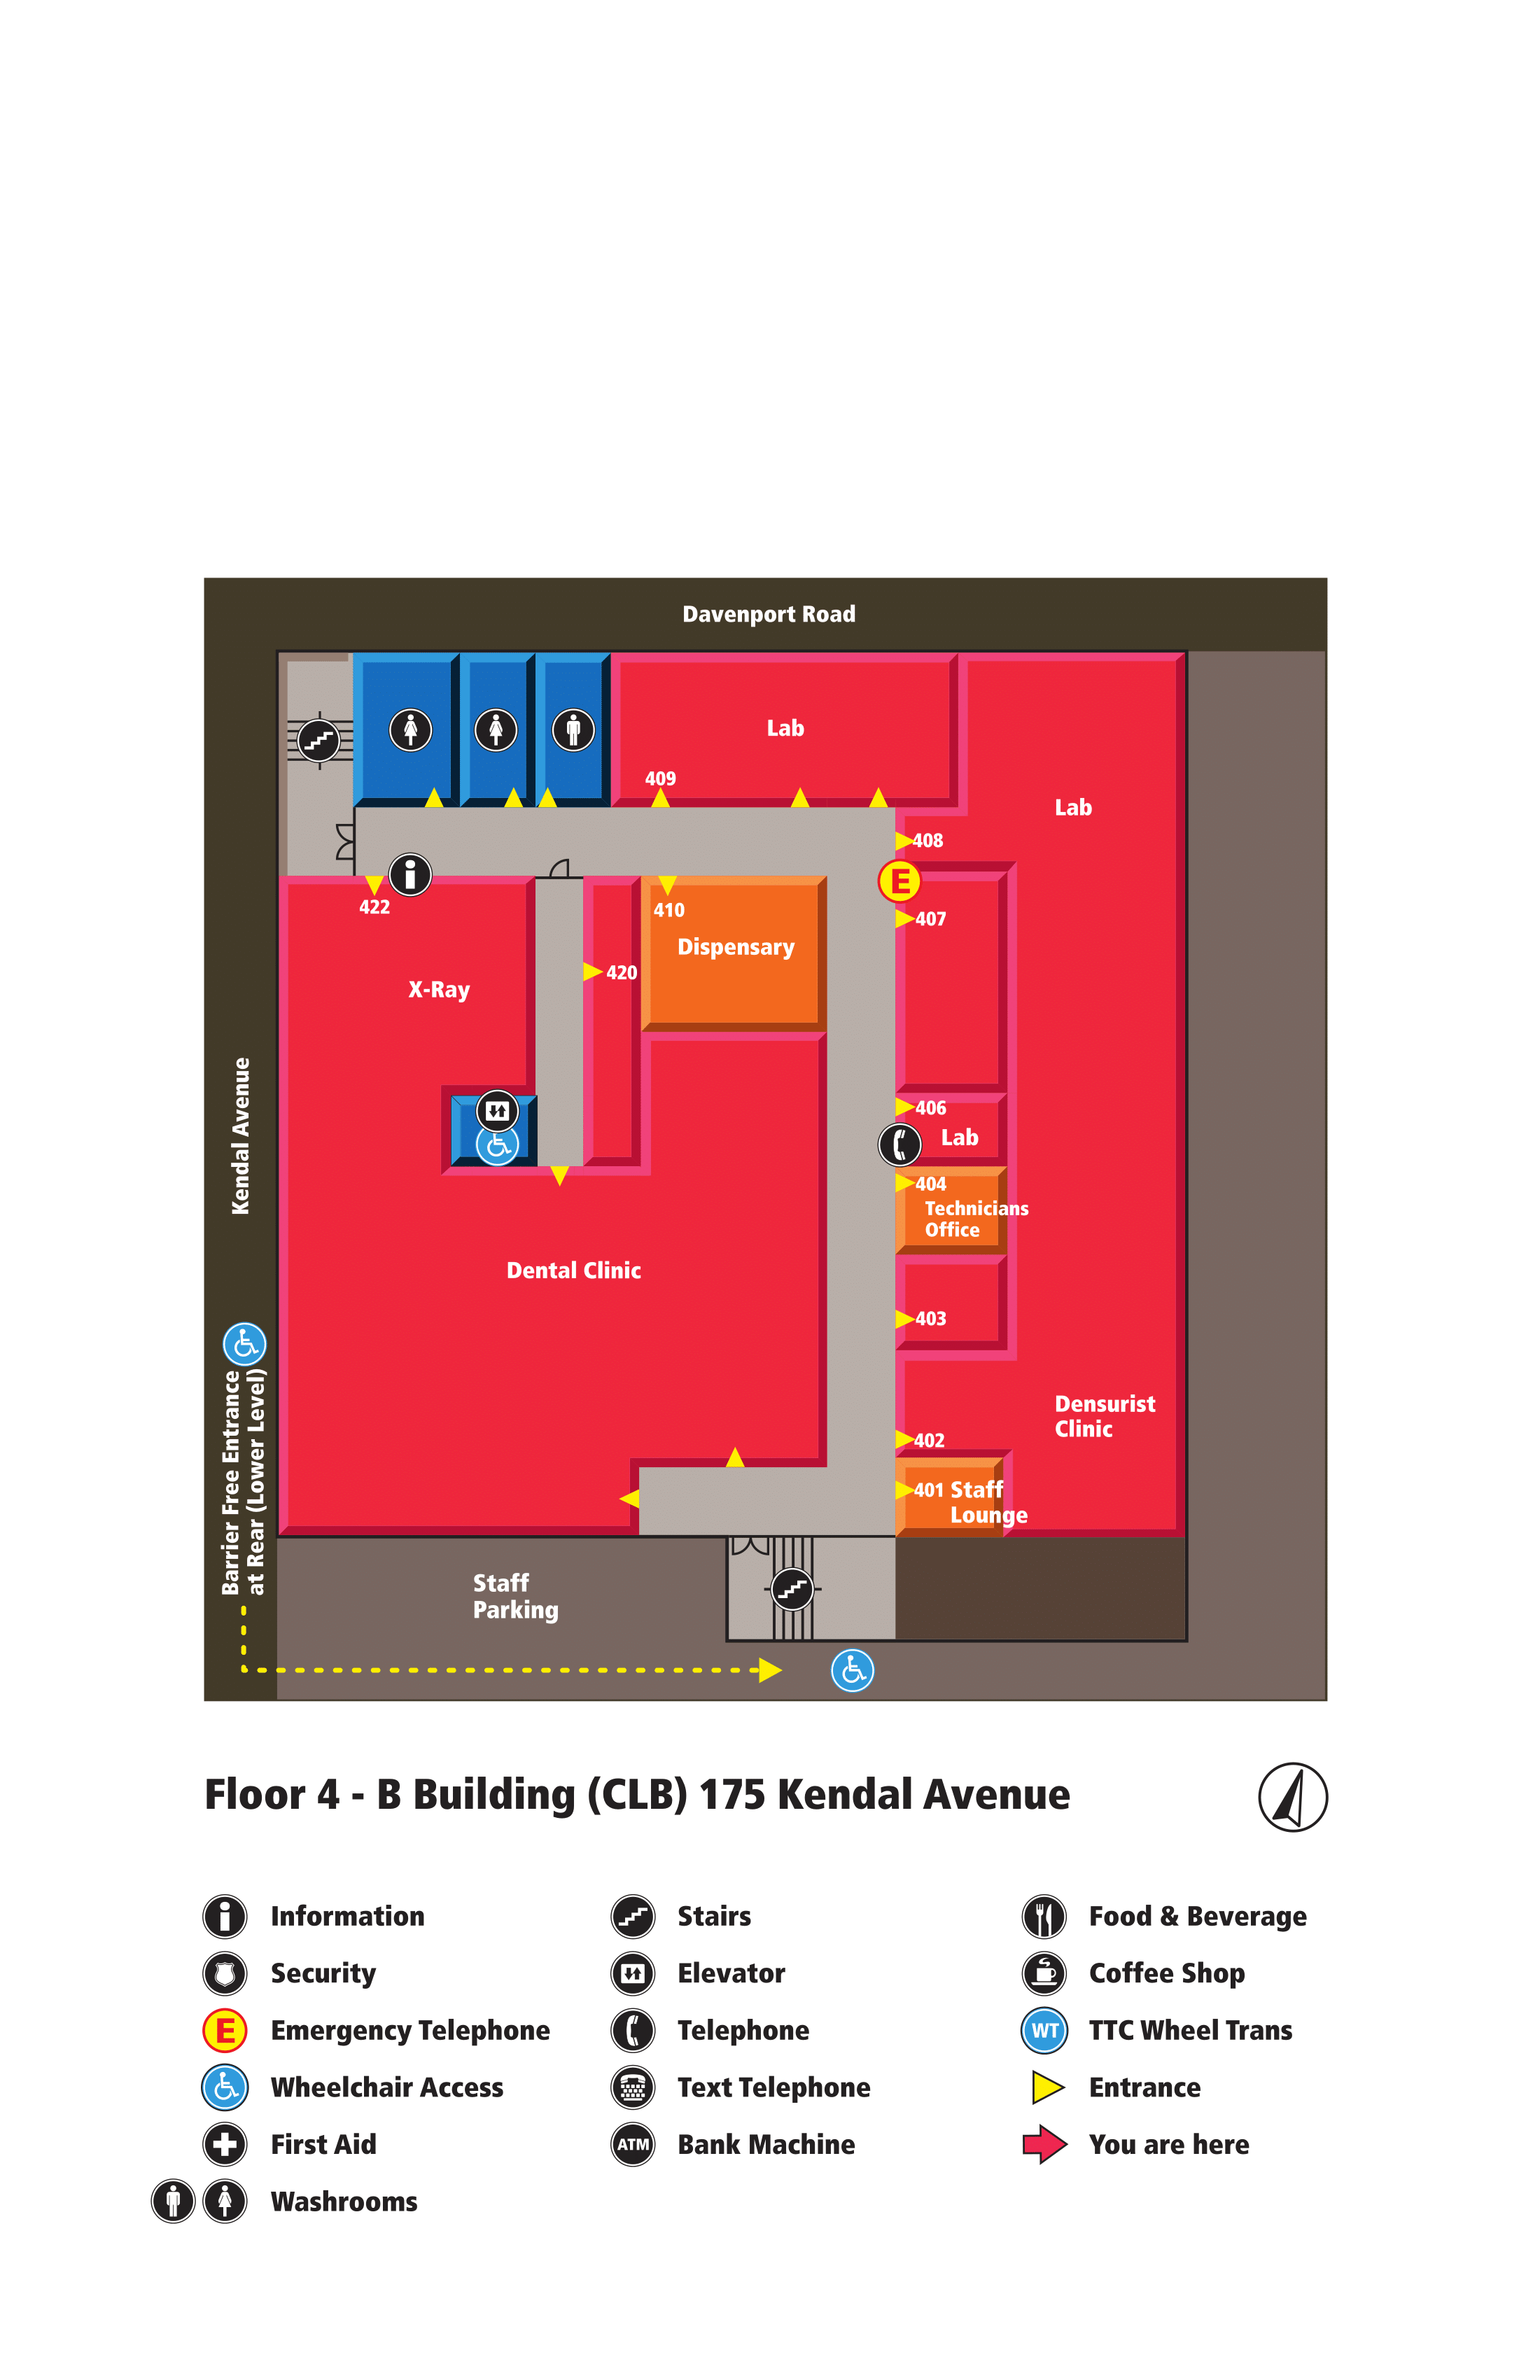 Davenport Road
Lab
409
Lab
408
E
422
410
407
Dispensary
420
X-Ray
Kendal Avenue
406
Lab
404
Technicians
Office
Dental Clinic
403
Densurist
Clinic
402
401 Staff
Lounge
Barrier Free Entrance
at Rear (Lower Level)
Staff
Parking
Floor 4 - B Building (CLB) 175 Kendal Avenue
Information
Security
E Emergency Telephone
Wheelchair Access
First Aid
Washrooms
Stairs
Elevator
Telephone
Text Telephone
ATM Bank Machine
Food & Beverage
Coffee Shop
WT TTC Wheel Trans
Entrance
You are here